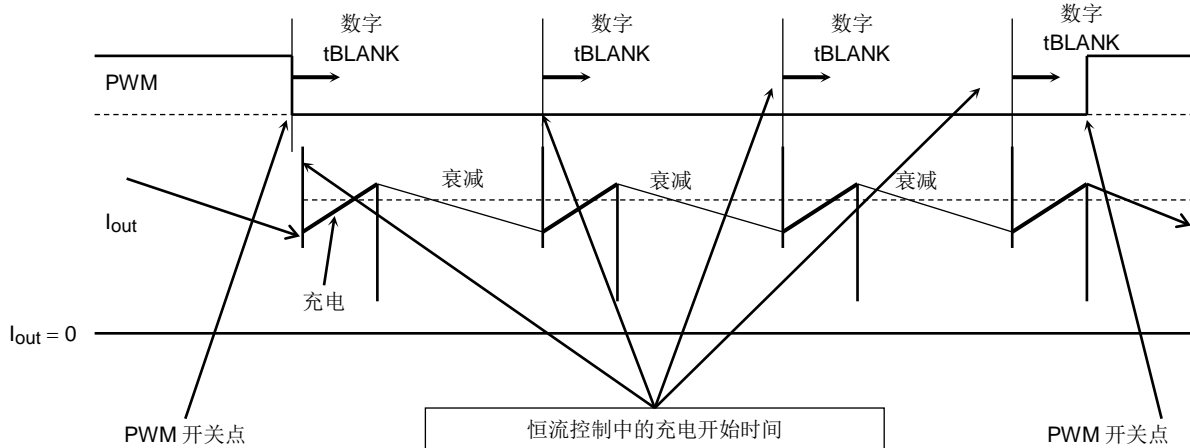 数字
tBLANK
数字
tBLANK
数字
tBLANK
数字
tBLANK
PWM
衰减
衰减
衰减
Iout
充电
Iout = 0
PWM 开关点
恒流控制中的充电开始时间
PWM 开关点